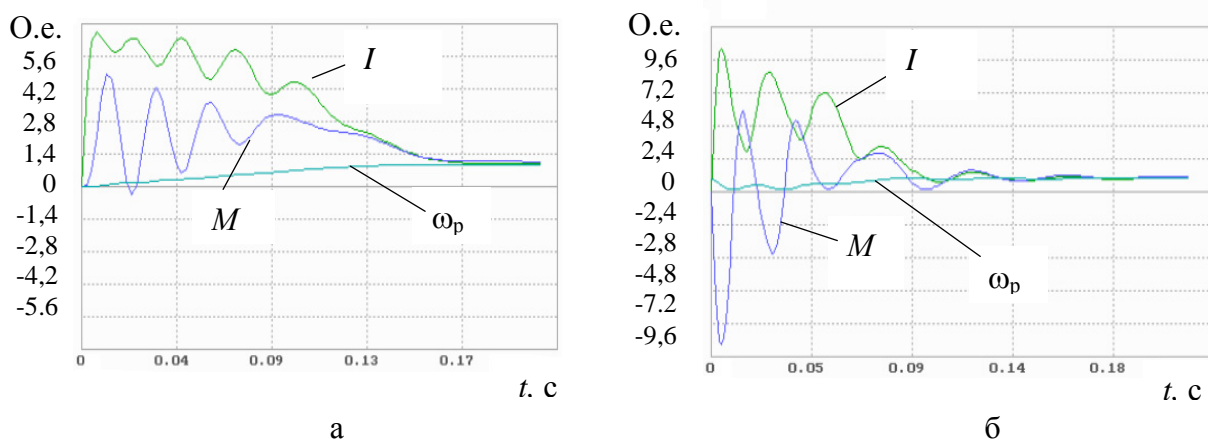 О.е.
5,6
4,2
2,8
1,4
0
-1,4
-2,8
-4,2
-5.6
I
M
ωр
0
0.04
0.09
0.13
0.17
t. с
а
О.е.
9,6
7,2
4,8
2,4
0
-2,4
-2,8
-4.8
-7.2
-9,6
I
M
ωр
0
0.05
0.09
0.14
0.18
t. с
б